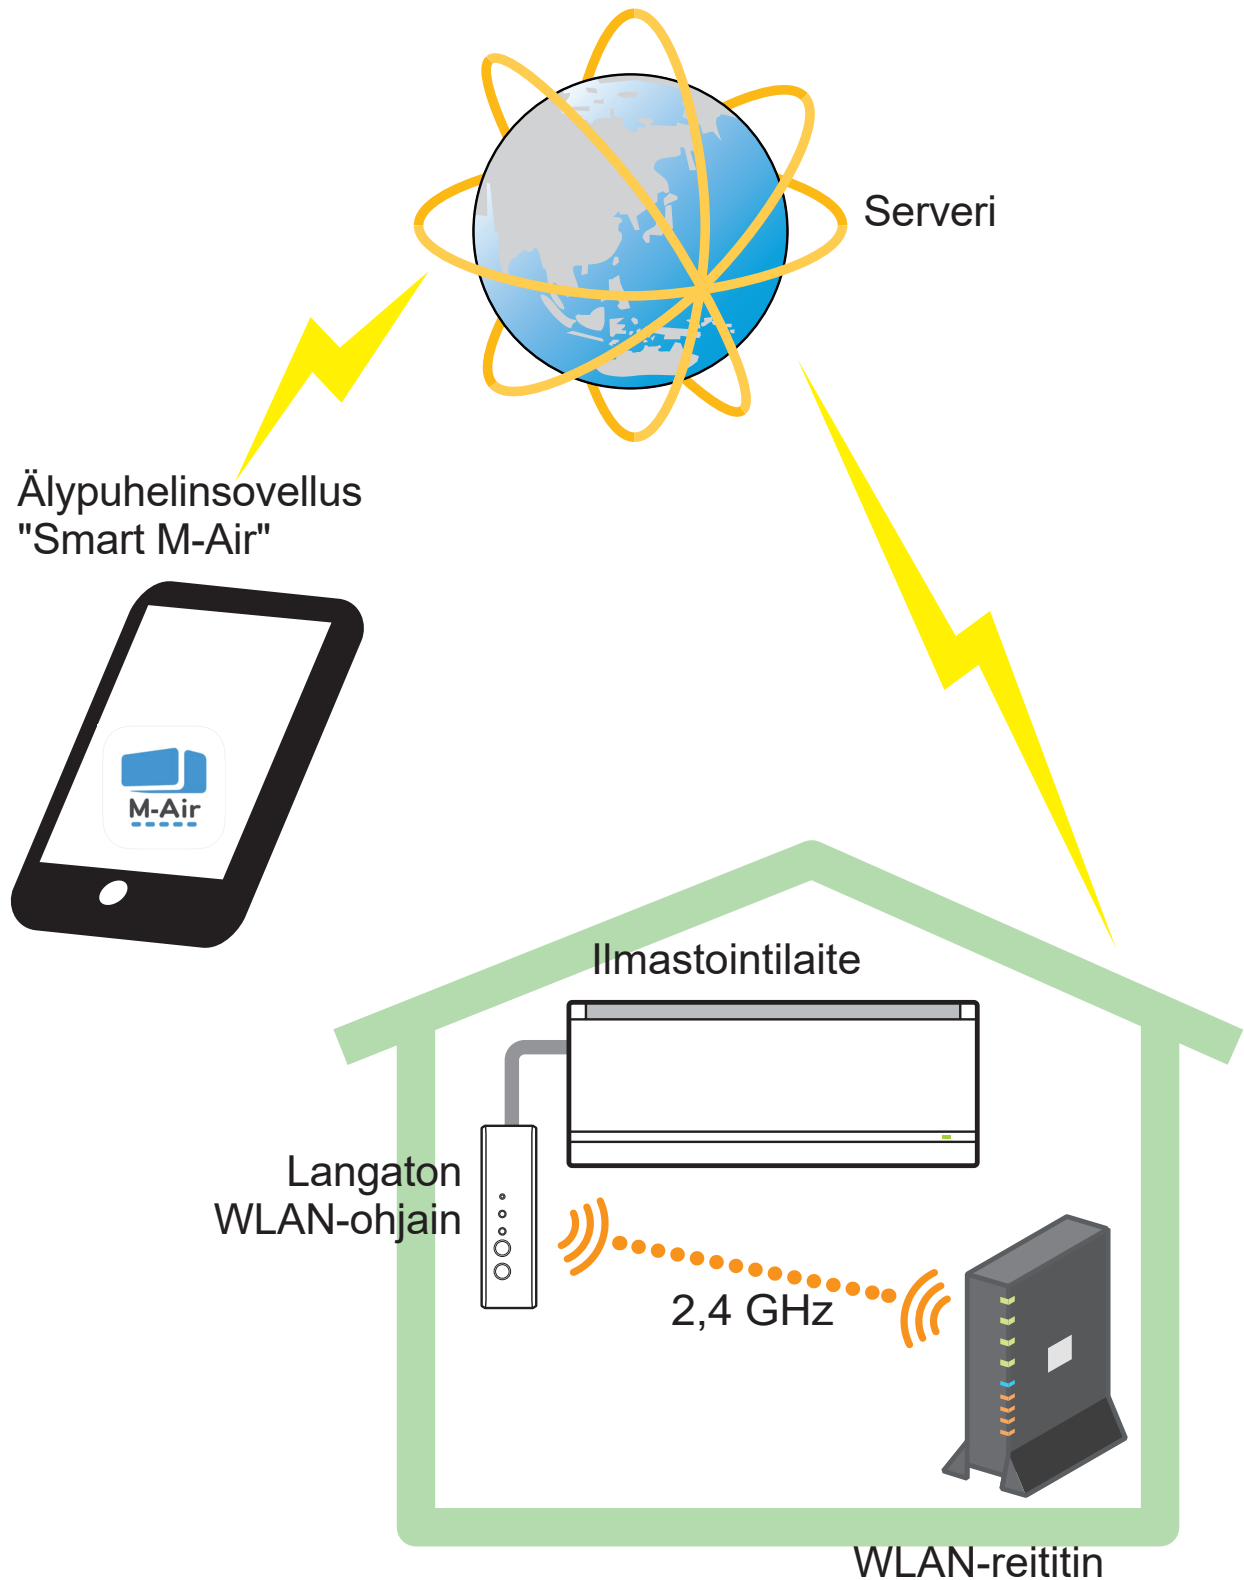 Serveri
Älypuhelinsovellus
"Smart M-Air"
M-Air
Ilmastointilaite
Langaton
WLAN-ohjain
2,4 GHz
WLAN-reititin